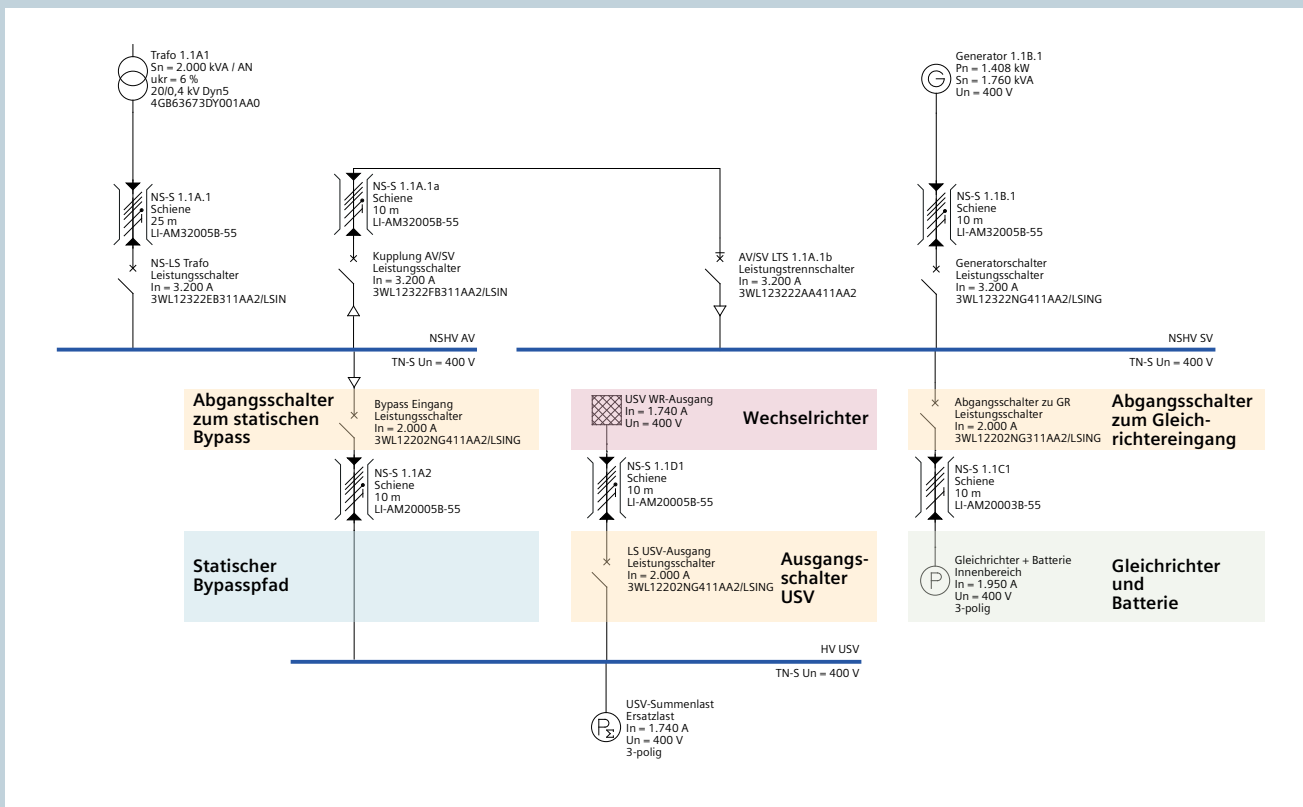 Trafo 1.1A1
Sn = 2.000 kVA / AN
ukr = 6 %
20/0,4 kV Dyn5
4GB63673DY001AA0
G
Generator 1.1B.1
Pn = 1.408 kW
Sn = 1.760 kVA
Un = 400 V
NS-S 1.1A.1
Schiene
25 m
LI-AM32005B-55
NS-S 1.1A.1a
Schiene
10 m
LI-AM32005B-55
NS-S 1.1B.1
Schiene
10 m
LI-AM32005B-55
NS-LS Trafo
Leistungsschalter
In = 3.200 A
3WL12322EB311AA2/LSIN
Kupplung AV/SV
Leistungsschalter
In = 3.200 A
3WL12322FB311AA2/LSIN
AV/SV LTS 1.1A.1b
Leistungstrennschalter
In = 3.200 A
3WL123222AA411AA2
Generatorschalter
Leistungsschalter
In = 3.200 A
3WL12322NG411AA2/LSING
NSHV AV
TN-S Un = 400 V
NSHV SV
TN-S Un = 400 V
Abgangsschalter
zum statischen
Bypass
Bypass Eingang
Leistungsschalter
In = 2.000 A
3WL12202NG411AA2/LSING
USV WR-Ausgang
In = 1.740 A
Un = 400 V
Wechselrichter
Abgangsschalter zu GR
Leistungsschalter
In = 2.000 A
3WL12202NG311AA2/LSING
Abgangsschalter
zum Gleich-
richtereingang
NS-S 1.1A2
Schiene
10 m
LI-AM20005B-55
NS-S 1.1D1
Schiene
10 m
LI-AM20005B-55
NS-S 1.1C1
Schiene
10 m
LI-AM20003B-55
Statischer
Bypasspfad
LS USV-Ausgang
Leistungsschalter
In = 2.000 A
3WL12202NG411AA2/LSING
Ausgangs-
schalter
USV
P
Gleichrichter + Batterie
Innenbereich
In = 1.950 A
Un = 400 V
3-polig
Gleichrichter
und
Batterie
HV USV
TN-S Un = 400 V
PΣ
USV-Summenlast
Ersatzlast
In = 1.740 A
Un = 400 V
3-polig